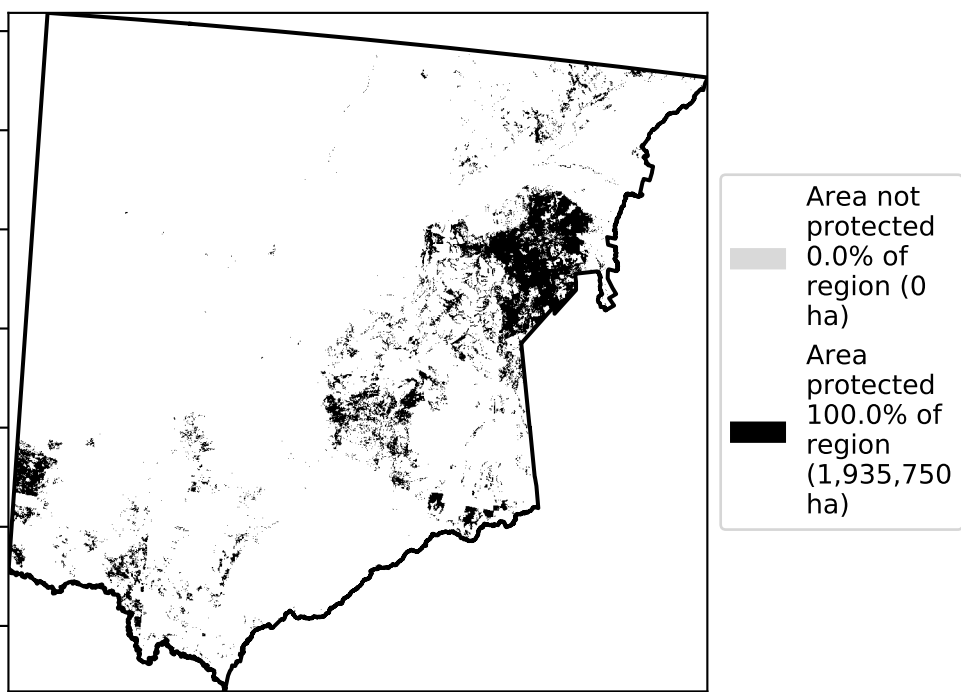 Area not
protected
0.0% of
region (0
ha)
Area
protected
100.0% of
region
(1,935,750
ha)